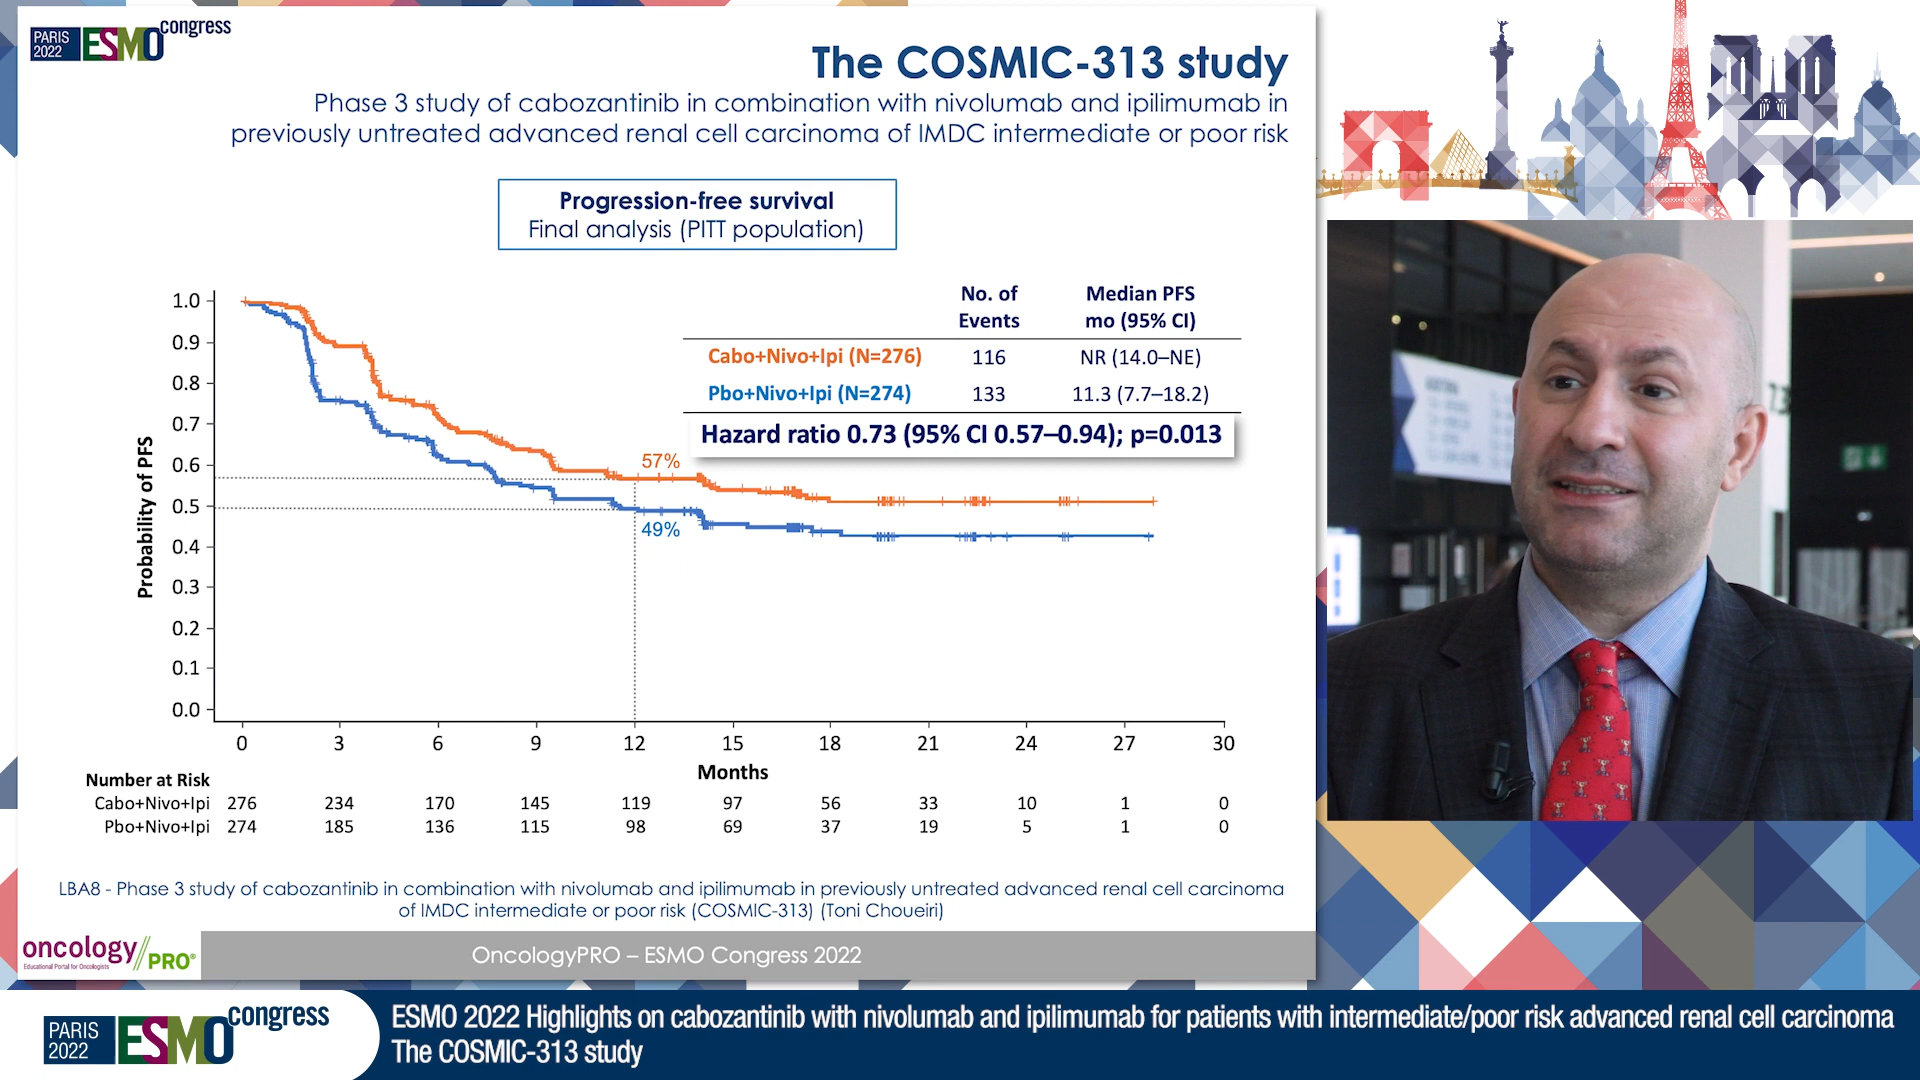 PARIS
2022
ESMO
congress
The COSMIC-313 study
Phase 3 study of cabozantinib in combination with nivolumab and ipilimumab in
previously untreated advanced renal cell carcinoma of IMDC intermediate or poor risk
Progression-free survival
Final analysis (PITT population)
No. of Median PFS
Events mo (95% CI)
Cabo+Nivo+Ipi (N=276) 116 NR (14.0–NE)
Pbo+Nivo+Ipi (N=274) 133 11.3 (7.7–18.2)
Hazard ratio 0.73 (95% CI 0.57–0.94); p=0.013
Probability of PFS
1.0
0.9
0.8
0.7
0.6
0.5
0.4
0.3
0.2
0.1
0.0
57%
49%
0 3 6 9 12 15 18 21 24 27 30
Months
Number at Risk
Cabo+Nivo+Ipi 276 234 170 145 119 97 56 33 10 1 0
Pbo+Nivo+Ipi 274 185 136 115 98 69 37 19 5 1 0
LBA8 - Phase 3 study of cabozantinib in combination with nivolumab and ipilimumab in previously untreated advanced renal cell carcinoma
of IMDC intermediate or poor risk (COSMIC-313) (Toni Choueiri)
oncology//PRO®
Educational Portal for Oncologists
OncologyPRO – ESMO Congress 2022
PARIS
2022
ESMO
congress
ESMO 2022 Highlights on cabozantinib with nivolumab and ipilimumab for patients with intermediate/poor risk advanced renal cell carcinoma
The COSMIC-313 study